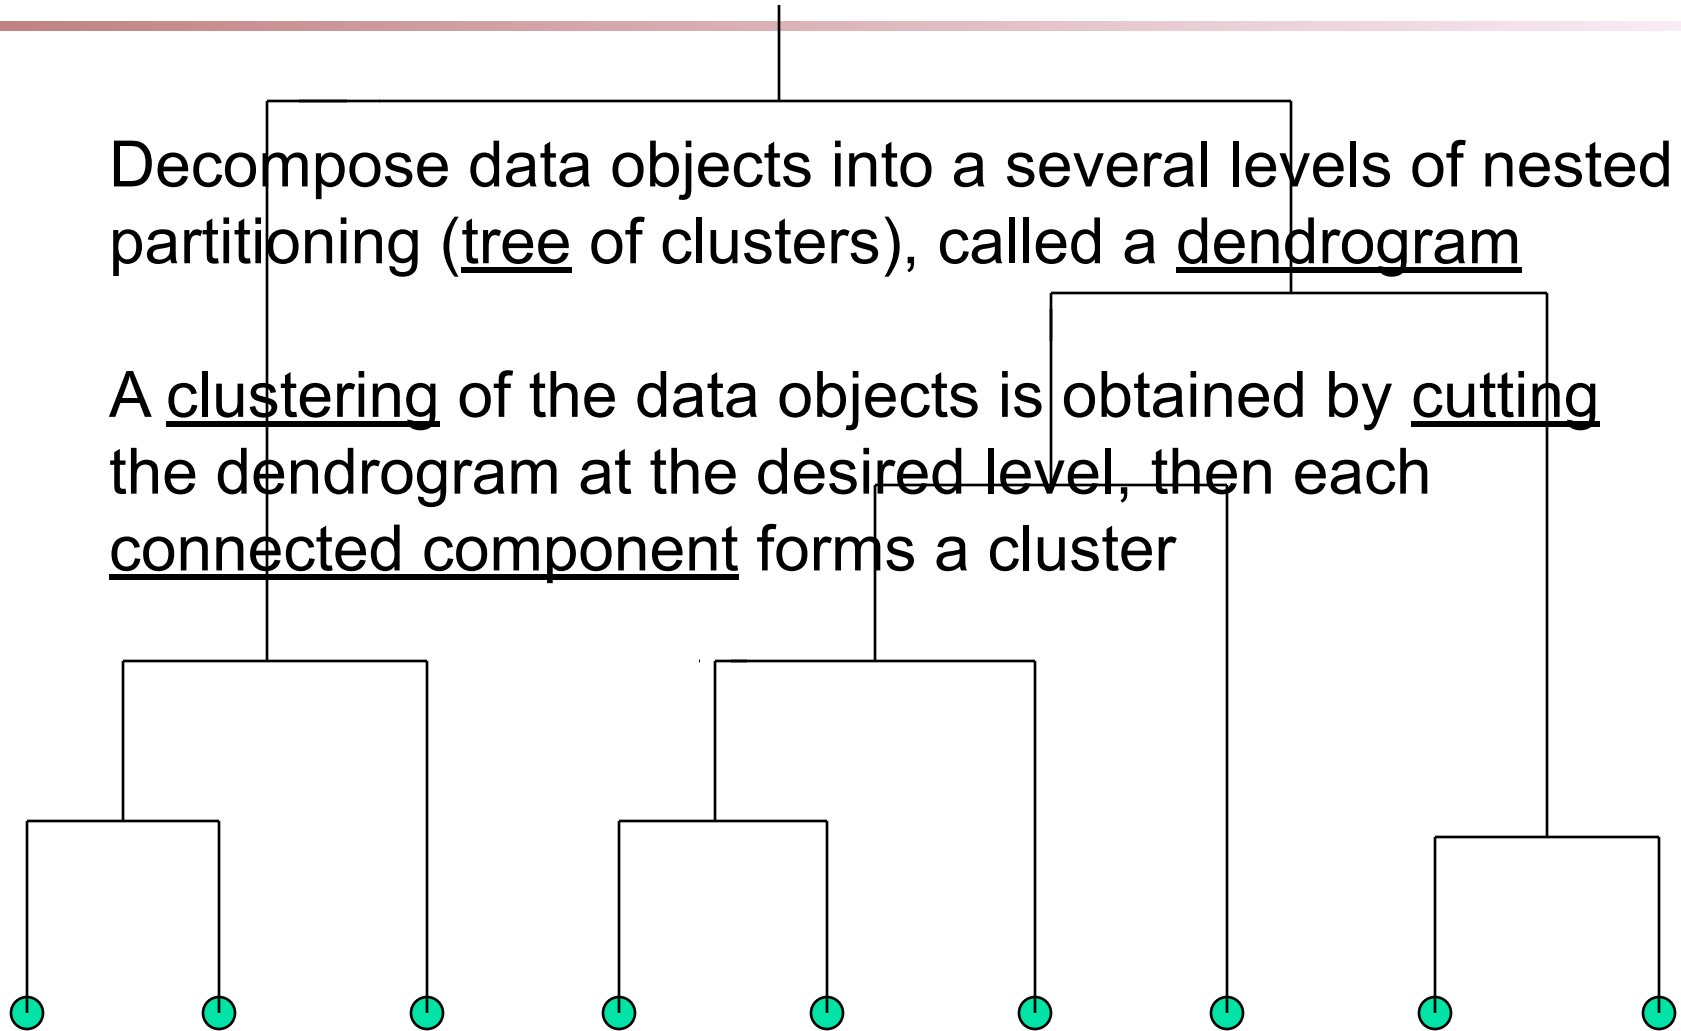 Decompose data objects into a several levels of nested
partitioning (tree of clusters), called a dendrogram
A clustering of the data objects is obtained by cutting
the dendrogram at the desired level, then each
connected component forms a cluster